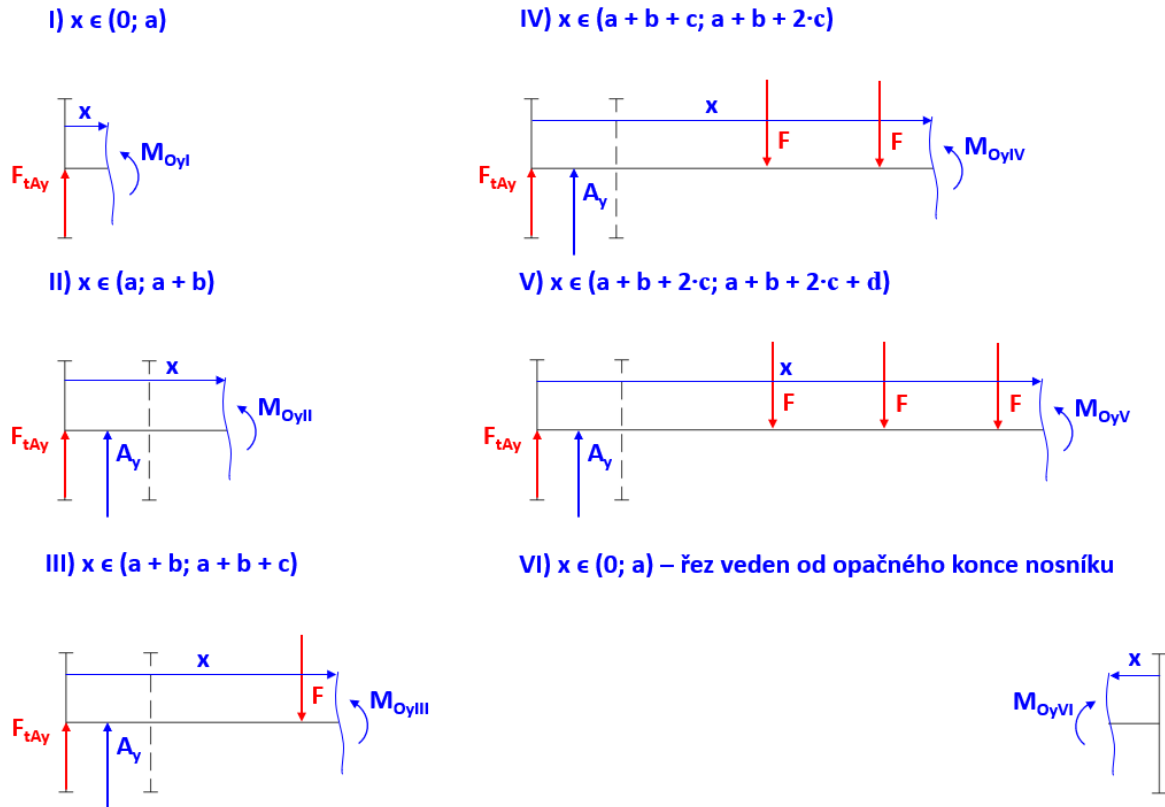 I) x ϵ (0; a)
x
M_OyI
F_tAy
II) x ϵ (a; a + b)
x
M_OyII
F_tAy
A_y
III) x ϵ (a + b; a + b + c)
x
F
M_OyIII
F_tAy
A_y
IV) x ϵ (a + b + c; a + b + 2·c)
x
F
F
M_OyIV
F_tAy
A_y
V) x ϵ (a + b + 2·c; a + b + 2·c + d)
x
F
F
F
M_OyV
F_tAy
A_y
VI) x ϵ (0; a) – řez veden od opačného konce nosníku
x
M_OyVI